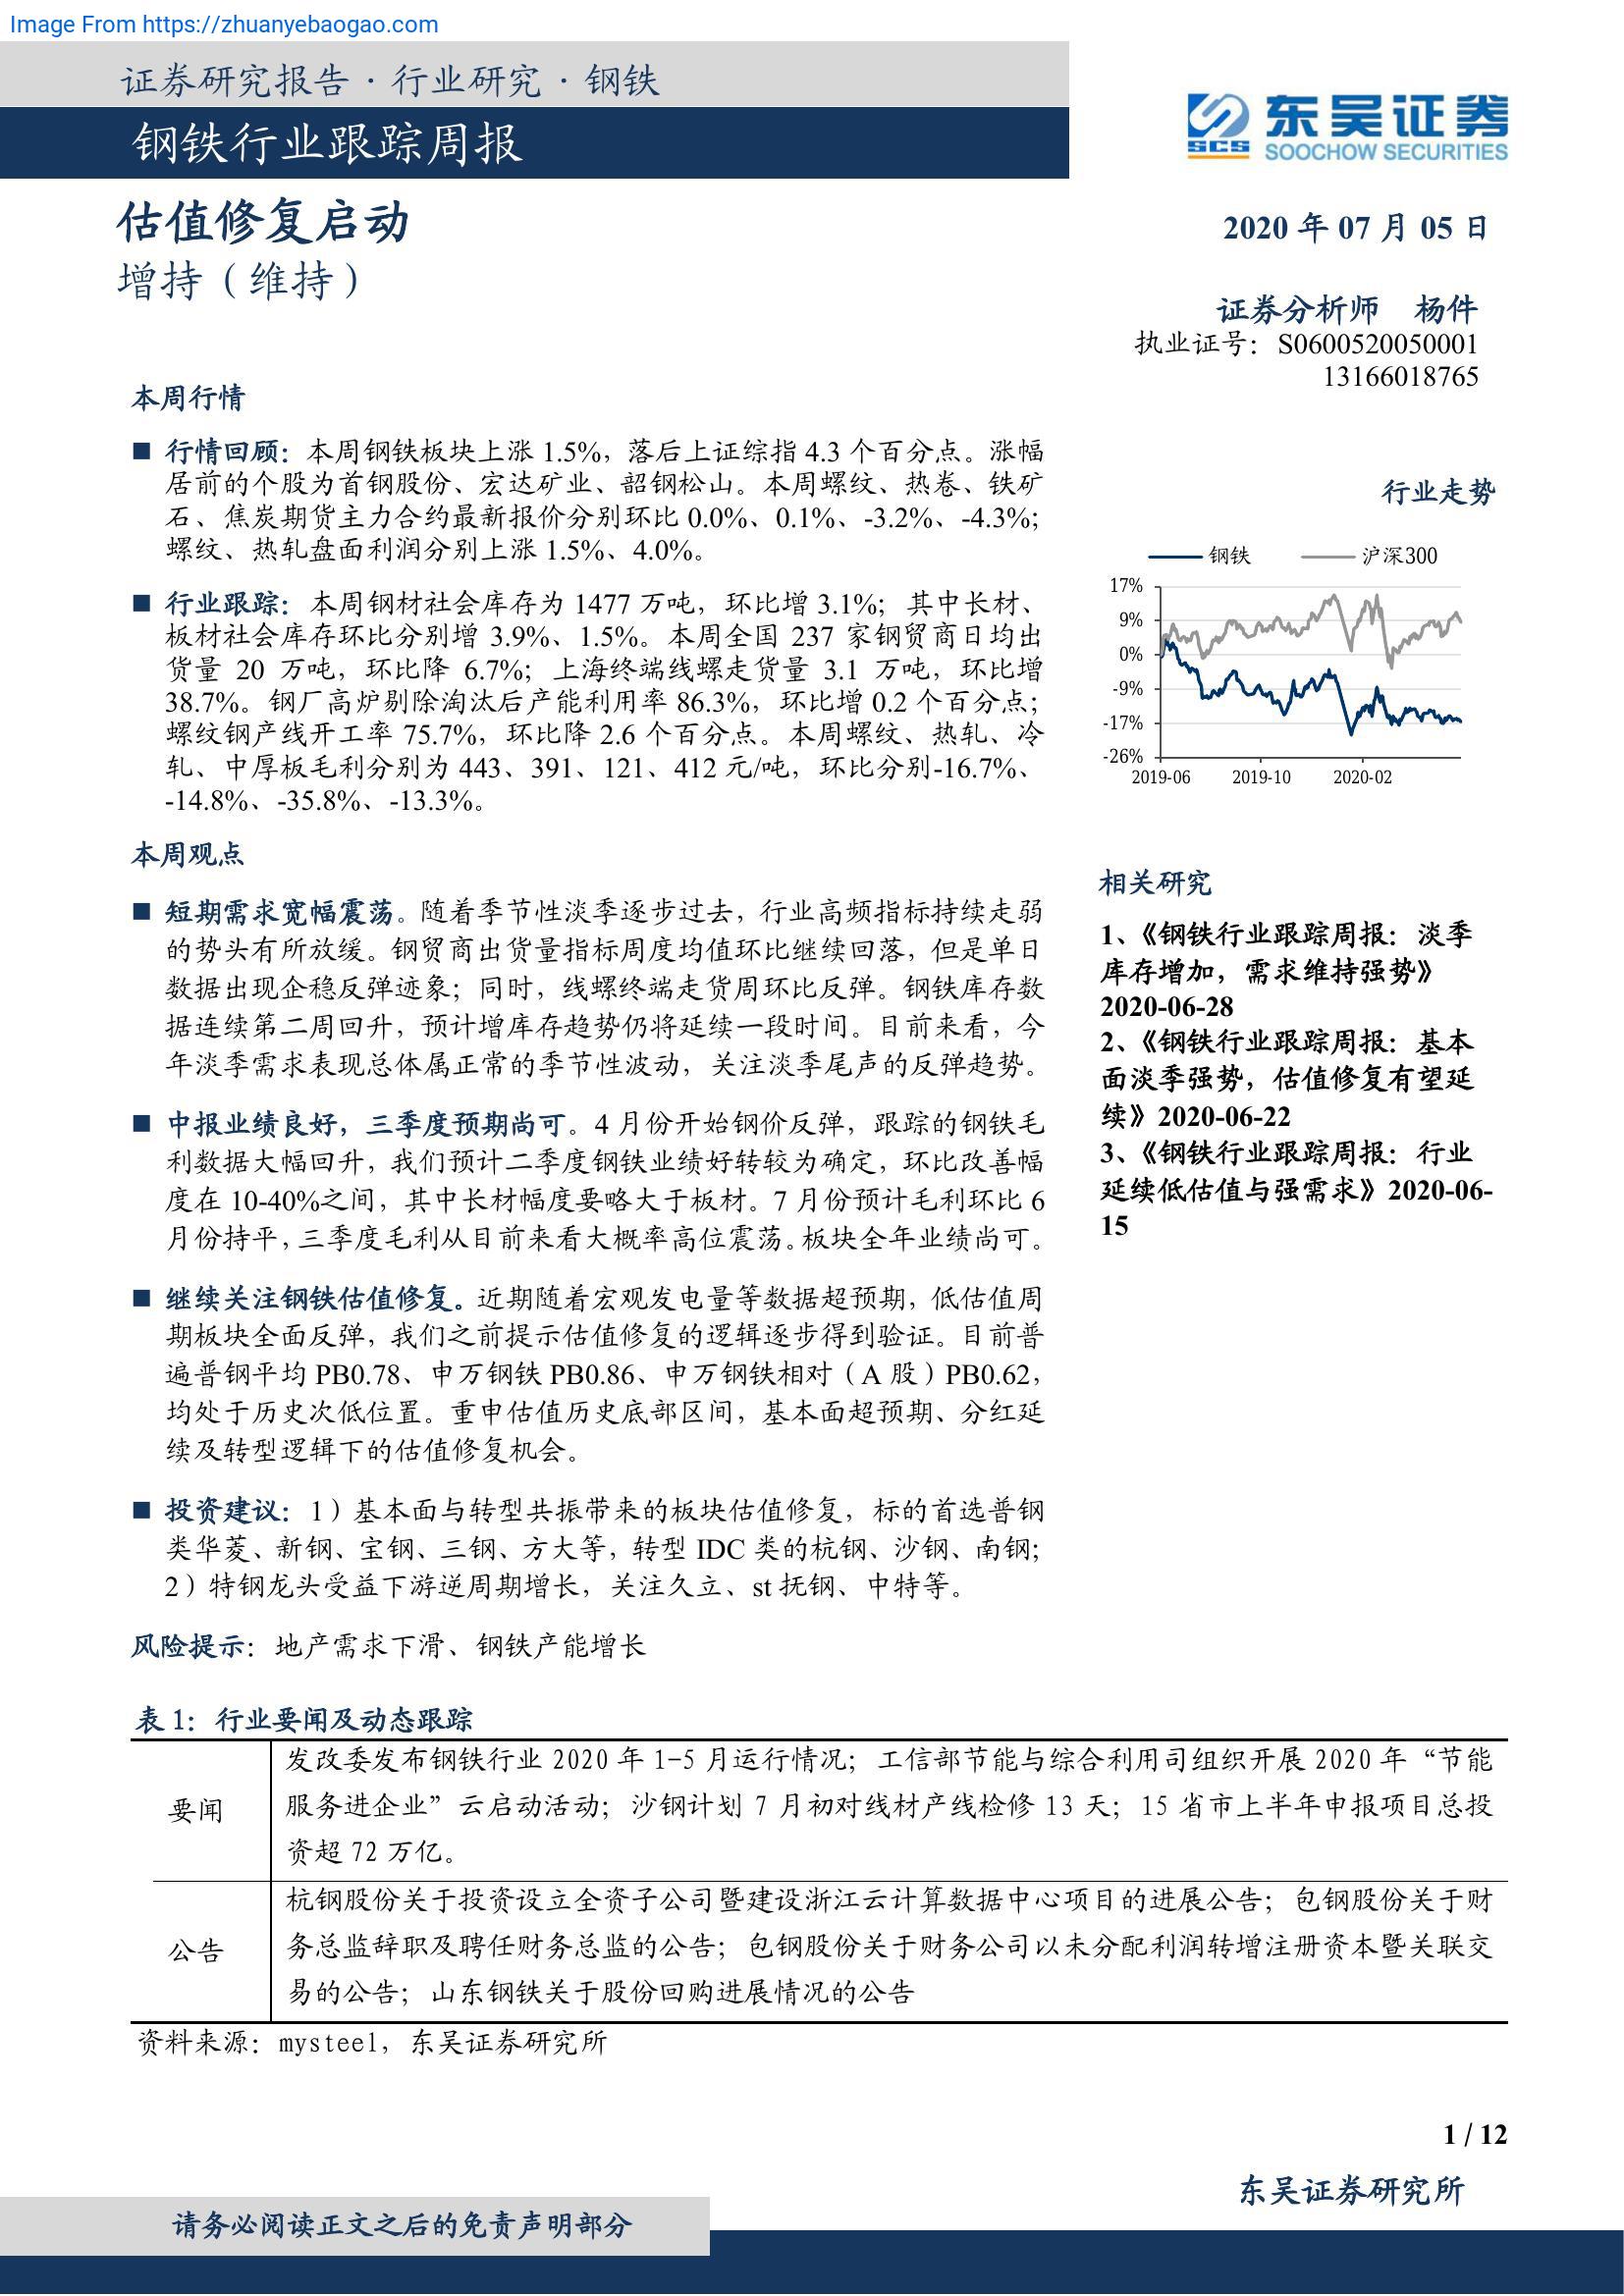 Image From https://zhuanyebaogao.com
证券研究报告·行业研究·钢铁
钢铁行业跟踪周报
东吴证券
SCS
SOOCHOW SECURITIES
估值修复启动
增持(维持)
2020 年 07 月 05 日
证券分析师 杨件
执业证号：S0600520050001
13166018765
本周行情
■ 行情回顾：本周钢铁板块上涨 1.5%，落后上证综指 4.3 个百分点。涨幅
居前的个股为首钢股份、宏达矿业、韶钢松山。本周螺纹、热卷、铁矿
石、焦炭期货主力合约最新报价分别环比 0.0%、0.1%、-3.2%、-4.3%；
螺纹、热轧盘面利润分别上涨 1.5%、4.0%。
■ 行业跟踪：本周钢材社会库存为 1477 万吨，环比增 3.1%；其中长材、
板材社会库存环比分别增 3.9%、1.5%。本周全国 237 家钢贸商日均出
货量 20 万吨，环比降 6.7%；上海终端线螺走货量 3.1 万吨，环比增
38.7%。钢厂高炉剔除淘汰后产能利用率 86.3%，环比增 0.2 个百分点；
螺纹钢产线开工率 75.7%，环比降 2.6 个百分点。本周螺纹、热轧、冷
轧、中厚板毛利分别为 443、391、121、412 元/吨，环比分别-16.7%、
-14.8%、-35.8%、-13.3%。
本周观点
■ 短期需求宽幅震荡。随着季节性淡季逐步过去，行业高频指标持续走弱
的势头有所放缓。钢贸商出货量指标周度均值环比继续回落，但是单日
数据出现企稳反弹迹象；同时，线螺终端走货周环比反弹。钢铁库存数
据连续第二周回升，预计增库存趋势仍将延续一段时间。目前来看，今
年淡季需求表现总体属正常的季节性波动，关注淡季尾声的反弹趋势。
■ 中报业绩良好，三季度预期尚可。4 月份开始钢价反弹，跟踪的钢铁毛
利数据大幅回升，我们预计二季度钢铁业绩好转较为确定，环比改善幅
度在 10-40%之间，其中长材幅度要略大于板材。7 月份预计毛利环比 6
月份持平，三季度毛利从目前来看大概率高位震荡。板块全年业绩尚可。
■ 继续关注钢铁估值修复。近期随着宏观发电量等数据超预期，低估值周
期板块全面反弹，我们之前提示估值修复的逻辑逐步得到验证。目前普
遍普钢平均 PB0.78、申万钢铁 PB0.86、申万钢铁相对（A 股）PB0.62，
均处于历史次低位置。重申估值历史底部区间，基本面超预期、分红延
续及转型逻辑下的估值修复机会。
■ 投资建议：1）基本面与转型共振带来的板块估值修复，标的首选普钢
类华菱、新钢、宝钢、三钢、方大等，转型 IDC 类的杭钢、沙钢、南钢；
2）特钢龙头受益下游逆周期增长，关注久立、st 抚钢、中特等。
风险提示：地产需求下滑、钢铁产能增长
行业走势
钢铁 沪深300
17%
9%
0%
-9%
-17%
-26%
2019-06 2019-10 2020-02
相关研究
1、《钢铁行业跟踪周报：淡季
库存增加，需求维持强势》
2020-06-28
2、《钢铁行业跟踪周报：基本
面淡季强势，估值修复有望延
续》2020-06-22
3、《钢铁行业跟踪周报：行业
延续低估值与强需求》2020-06-
15
表 1：行业要闻及动态跟踪
要闻
发改委发布钢铁行业 2020 年 1-5 月运行情况；工信部节能与综合利用司组织开展 2020 年“节能
服务进企业”云启动活动；沙钢计划 7 月初对线材产线检修 13 天；15 省市上半年申报项目总投
资超 72 万亿。
公告
杭钢股份关于投资设立全资子公司暨建设浙江云计算数据中心项目的进展公告；包钢股份关于财
务总监辞职及聘任财务总监的公告；包钢股份关于财务公司以未分配利润转增注册资本暨关联交
易的公告；山东钢铁关于股份回购进展情况的公告
资料来源：mysteel，东吴证券研究所
1 / 12
东吴证券研究所
请务必阅读正文之后的免责声明部分